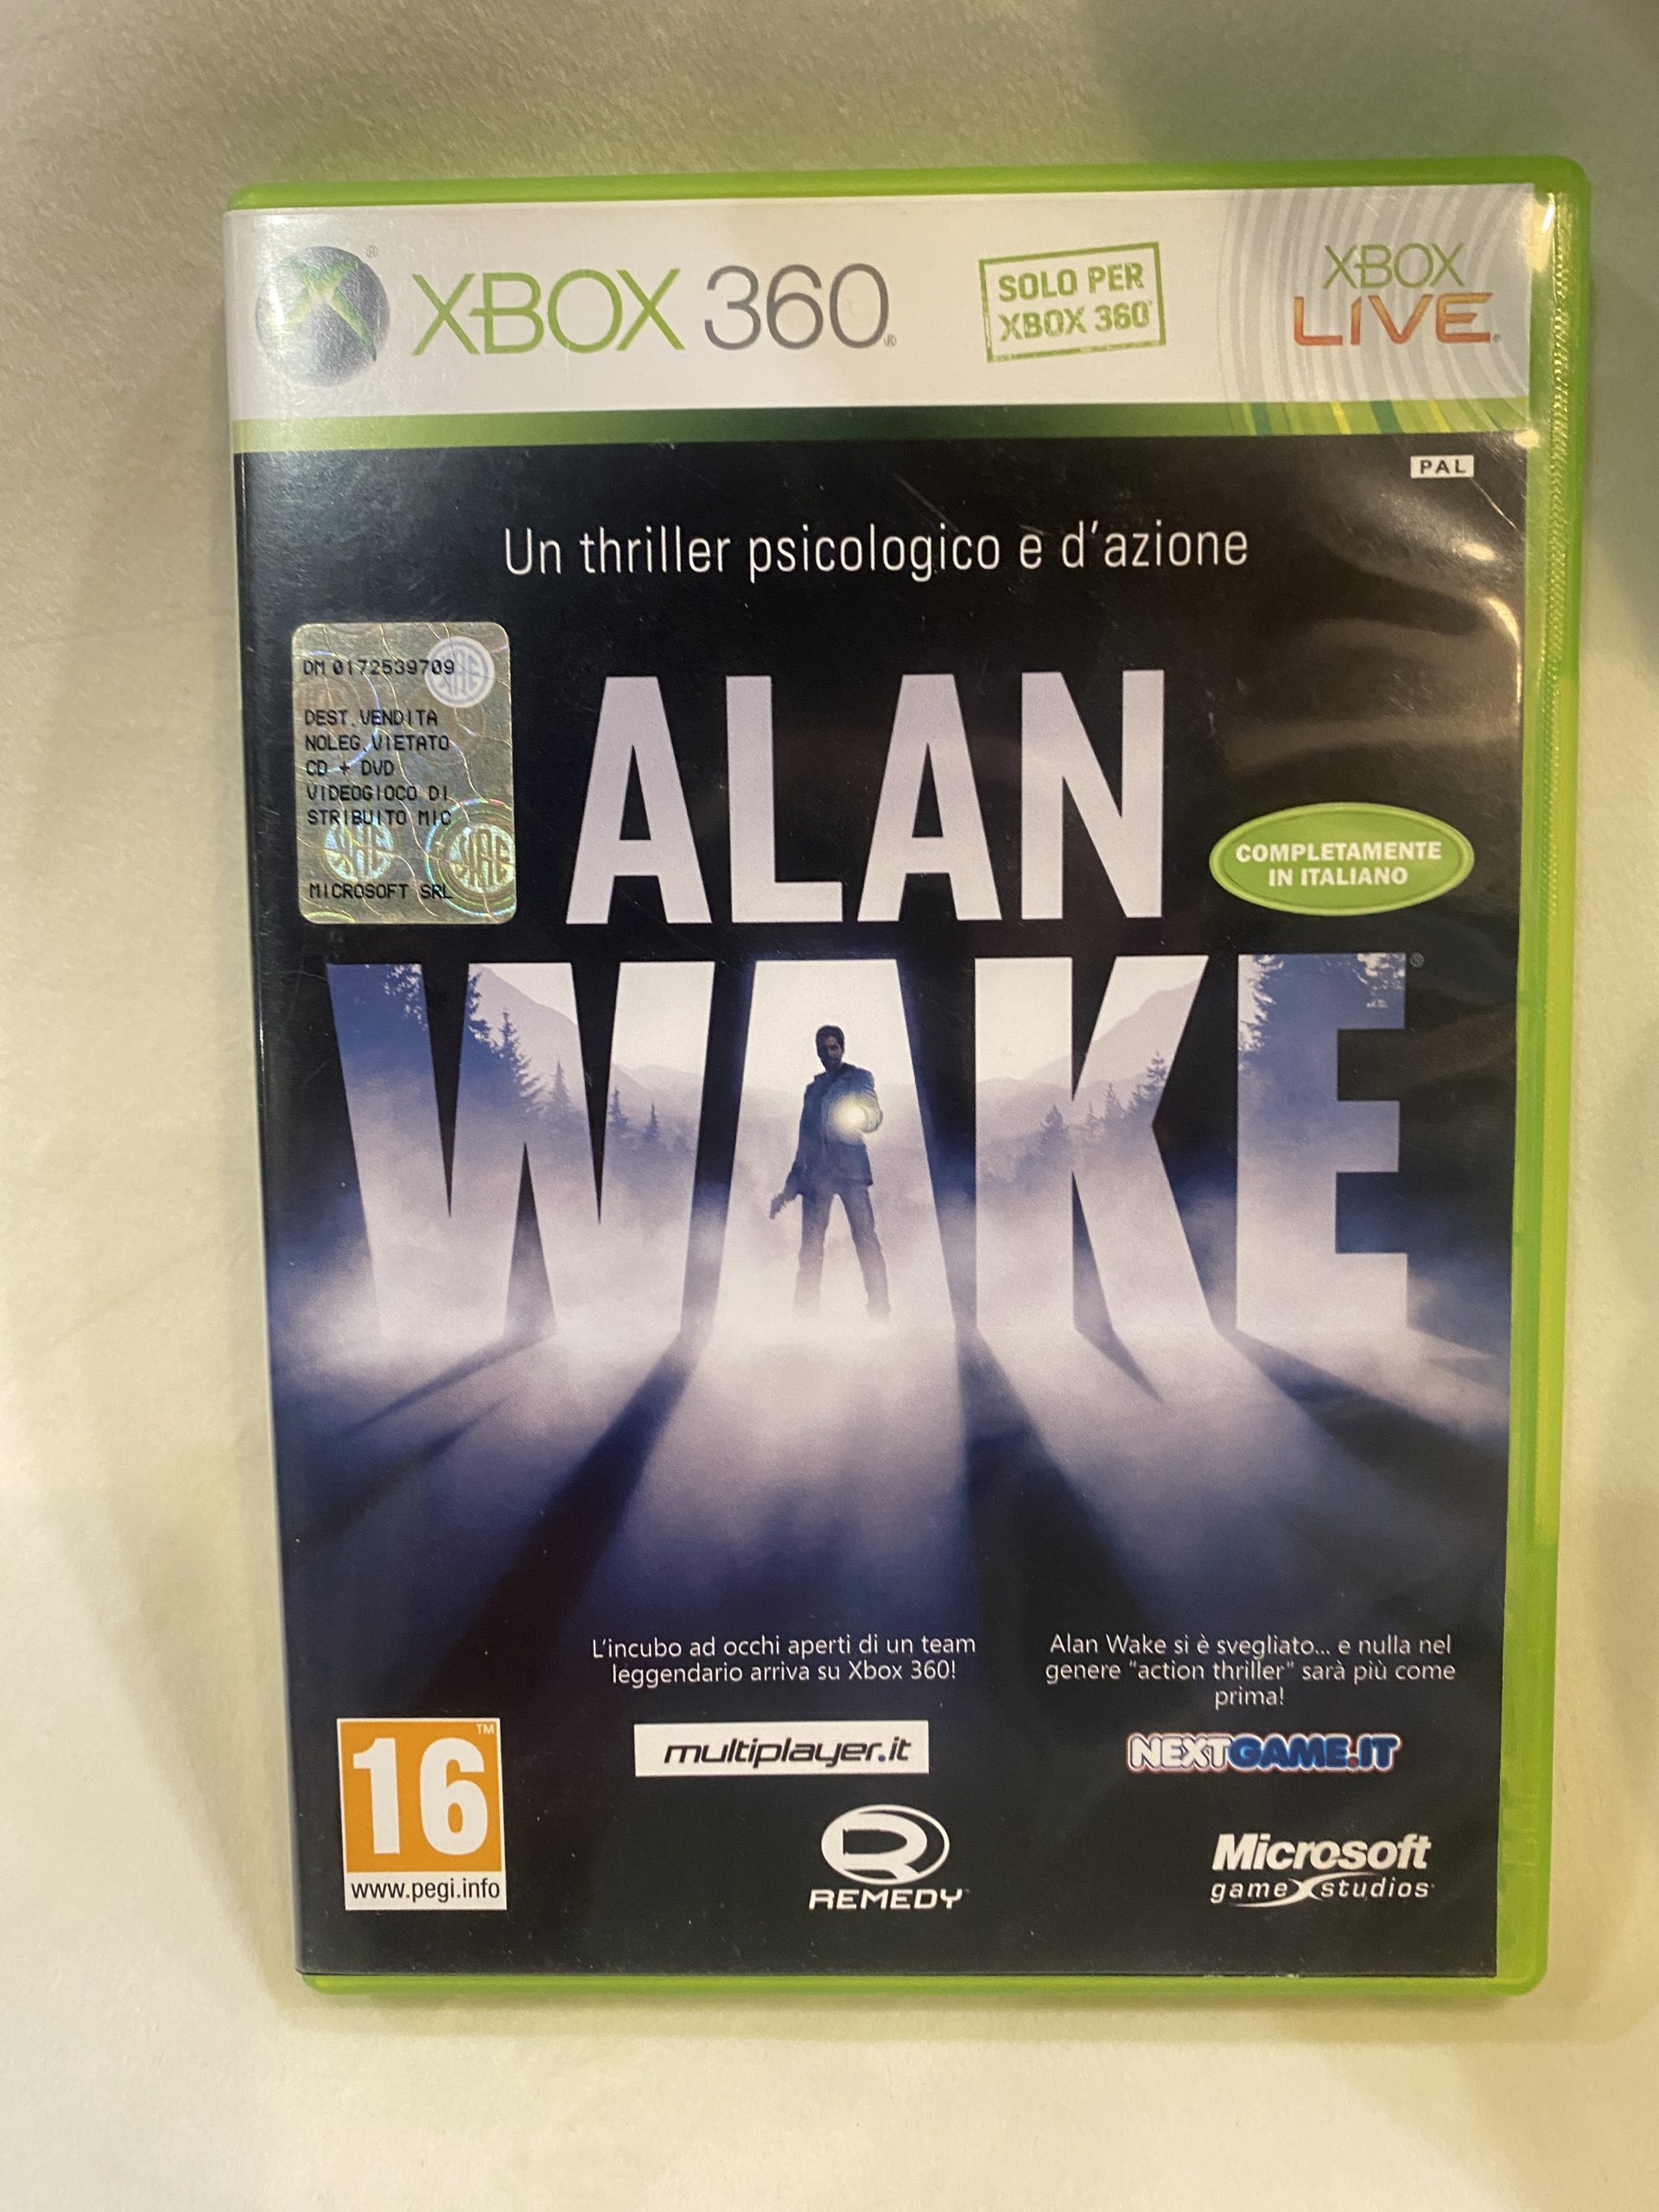 XBOX 360
SOLO PER
XBOX 360
XBOX
LIVE
PAL
Un thriller psicologico e d'azione
DM 0172539709
DEST.VENDITA
NOLEG.VIETATO
CD + DVD
VIDEOGIOCO DI
STRIBUITO MIC
MICROSOFT SRL
ALAN
WAKE
COMPLETAMENTE
IN ITALIANO
L'incubo ad occhi aperti di un team
leggendario arriva su Xbox 360!
multiplayer.it
Alan Wake si è svegliato... e nulla nel
genere "action thriller" sarà più come
prima!
NEXTGAME.IT
16
www.pegi.info
REMEDY
Microsoft
game studios